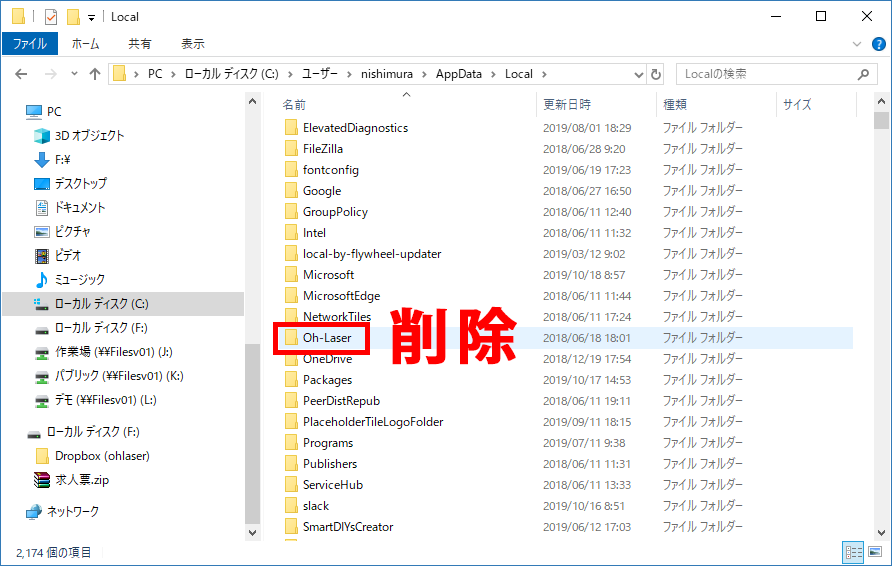 Local
ファイル ホーム 共有 表示
PC ローカル ディスク (C:) ユーザー nishimura AppData Local Localの検索
PC
3D オブジェクト
F:¥
デスクトップ
ドキュメント
ピクチャ
ビデオ
ミュージック
ローカル ディスク (C:)
ローカル ディスク (F:)
作業場 (¥¥Filesv01) (J:)
パブリック (¥¥Filesv01) (K:)
デモ (¥¥Filesv01) (L:)
ローカル ディスク (F:)
Dropbox (ohlaser)
求人票.zip
ネットワーク
名前 更新日時 種類 サイズ
ElevatedDiagnostics 2019/08/01 18:29 ファイル フォルダー
FileZilla 2018/06/28 9:20 ファイル フォルダー
fontconfig 2019/06/19 17:23 ファイル フォルダー
Google 2018/06/27 16:50 ファイル フォルダー
GroupPolicy 2018/06/11 12:40 ファイル フォルダー
Intel 2018/06/11 11:32 ファイル フォルダー
local-by-flywheel-updater 2019/03/12 9:02 ファイル フォルダー
Microsoft 2019/10/18 8:57 ファイル フォルダー
MicrosoftEdge 2018/06/11 11:44 ファイル フォルダー
NetworkTiles 2018/06/11 17:24 ファイル フォルダー
Oh-Laser 2018/06/18 18:01 ファイル フォルダー
削除
OneDrive 2018/12/19 17:54 ファイル フォルダー
Packages 2019/10/17 14:53 ファイル フォルダー
PeerDistRepub 2018/06/11 19:11 ファイル フォルダー
PlaceholderTileLogoFolder 2019/09/11 18:15 ファイル フォルダー
Programs 2019/07/11 9:38 ファイル フォルダー
Publishers 2018/06/11 11:31 ファイル フォルダー
ServiceHub 2018/06/11 13:33 ファイル フォルダー
slack 2019/10/16 8:51 ファイル フォルダー
SmartDIYsCreator 2019/06/12 17:03 ファイル フォルダー
2,174 個の項目